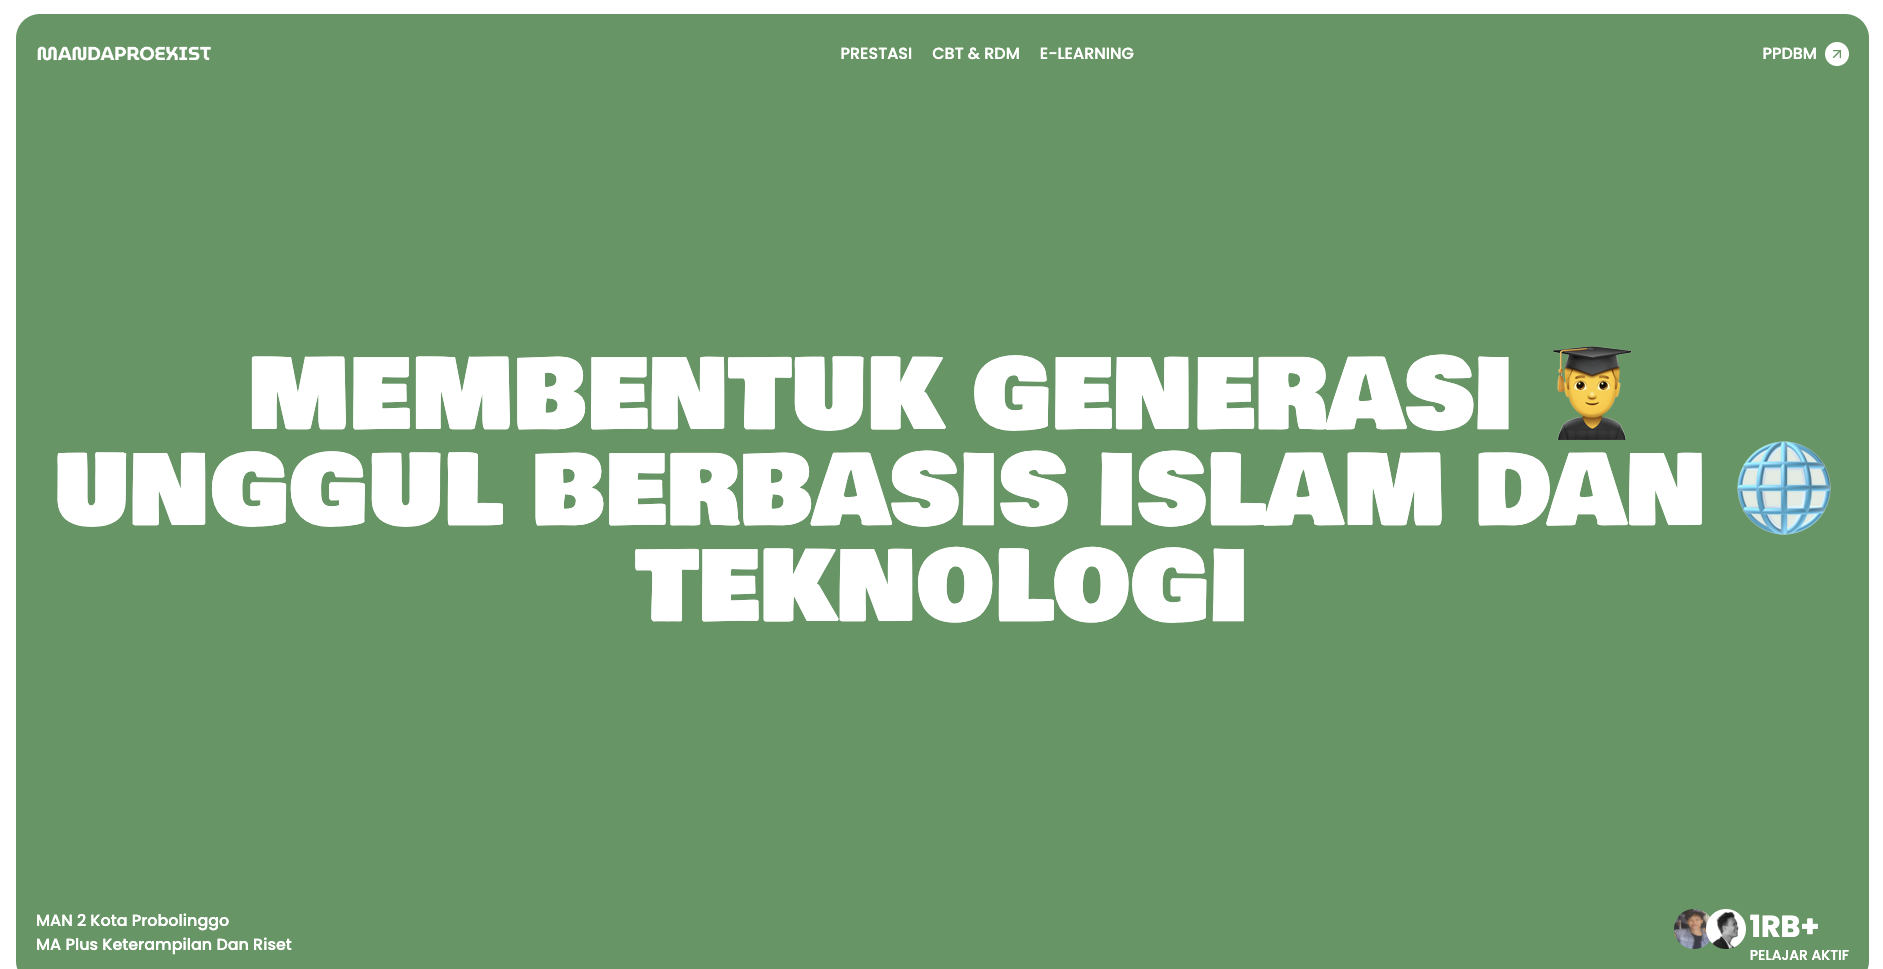 MANDAPROEXIST
PRESTASI CBT & RDM E-LEARNING
PPDBM
MEMBENTUK GENERASI
UNGGUL BERBASIS ISLAM DAN
TEKNOLOGI
MAN 2 Kota Probolinggo
MA Plus Keterampilan Dan Riset
1RB+
PELAJAR AKTIF